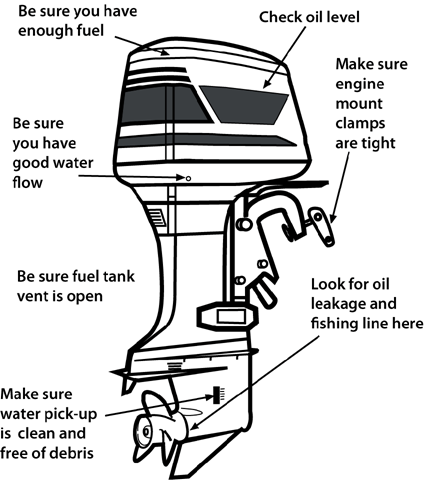 Be sure you have
enough fuel
Check oil level
Make sure
engine
mount
clamps
are tight
Be sure
you have
good water
flow
Be sure fuel tank
vent is open
Look for oil
leakage and
fishing line here
Make sure
water pick-up
is clean and
free of debris